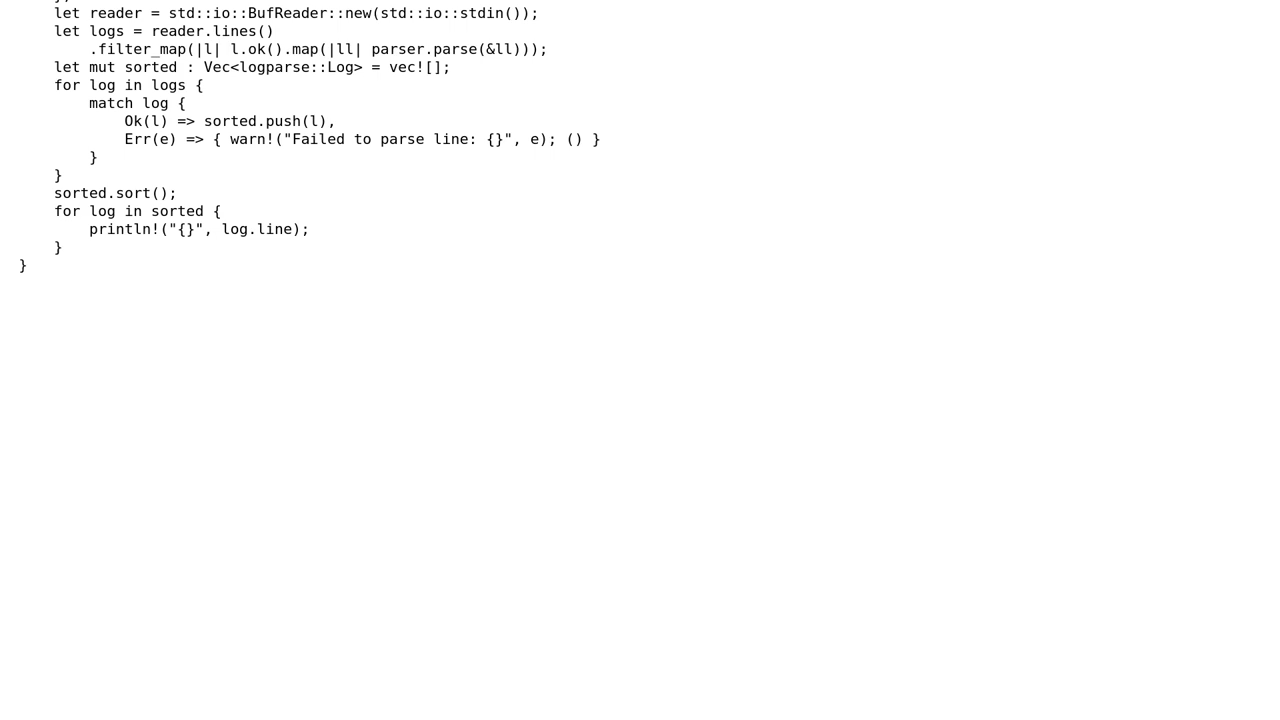 let reader = std::io::BufReader::new(std::io::stdin());
    let logs = reader.lines()
        .filter_map(|l| l.ok().map(|ll| parser.parse(&ll)));
    let mut sorted : Vec<logparse::Log> = vec![];
    for log in logs {
        match log {
            Ok(l) => sorted.push(l),
            Err(e) => { warn!("Failed to parse line: {}", e); () }
        }
    }
    sorted.sort();
    for log in sorted {
        println!("{}", log.line);
    }
}